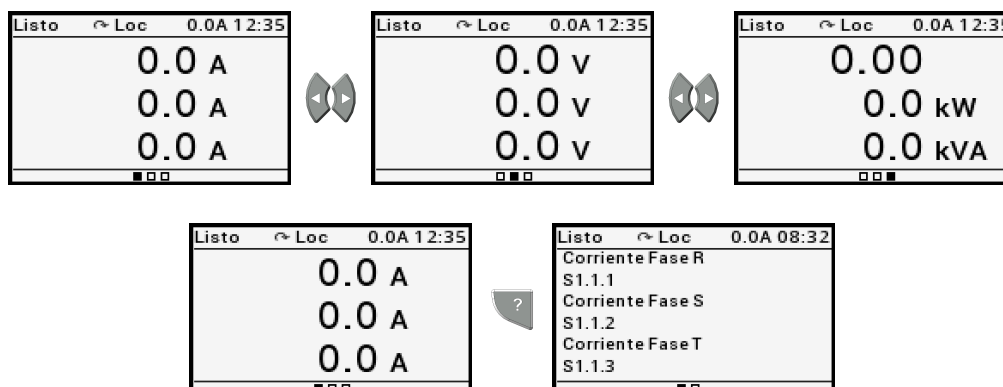 Listo Loc 0.0A 12:35
0.0 A
0.0 A
0.0 A
Listo Loc 0.0A 12:35
0.0 V
0.0 V
0.0 V
Listo Loc 0.0A 12:35
0.00
0.0 kW
0.0 kVA
Listo Loc 0.0A 12:35
0.0 A
0.0 A
0.0 A
?
Listo Loc 0.0A 08:32
Corriente Fase R
S1.1.1
Corriente Fase S
S1.1.2
Corriente Fase T
S1.1.3